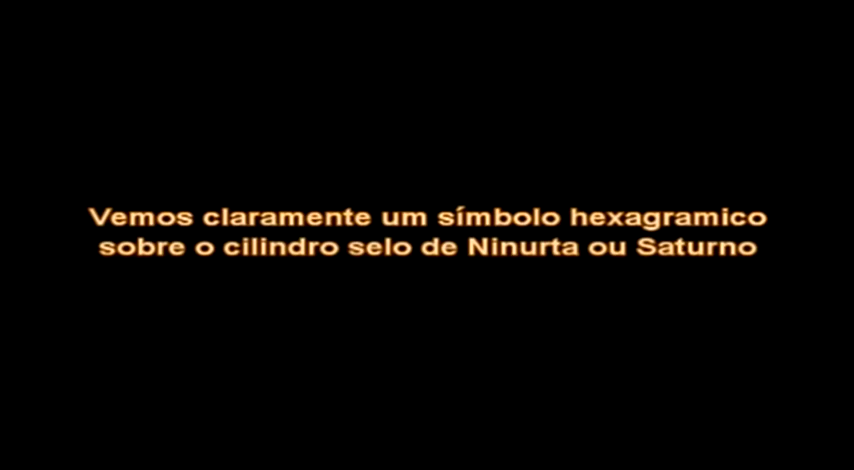 Vemos claramente um símbolo hexagramico
sobre o cilindro selo de Ninurta ou Saturno